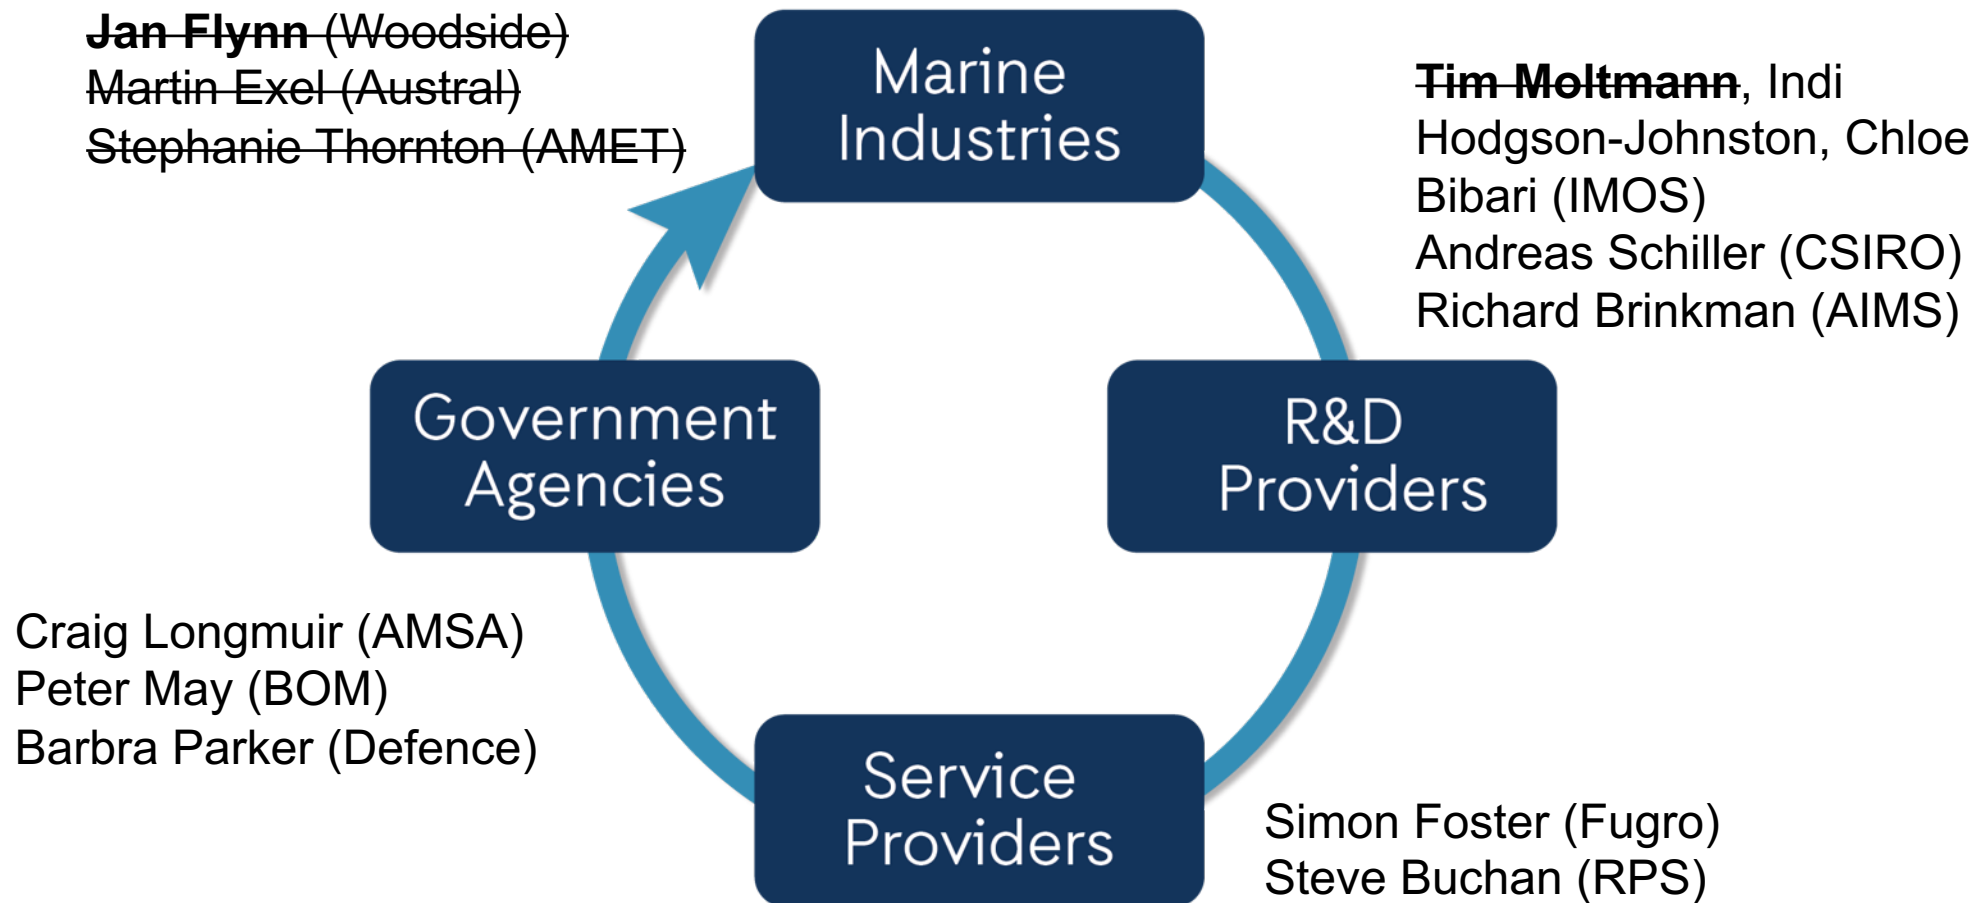 Jan Flynn (Woodside)
Martin Exel (Austral)
Stephanie Thornton (AMET)
Marine
Industries
Tim Moltmann, Indi
Hodgson-Johnston, Chloe
Bibari (IMOS)
Andreas Schiller (CSIRO)
Richard Brinkman (AIMS)
Government
Agencies
R&D
Providers
Craig Longmuir (AMSA)
Peter May (BOM)
Barbra Parker (Defence)
Service
Providers
Simon Foster (Fugro)
Steve Buchan (RPS)